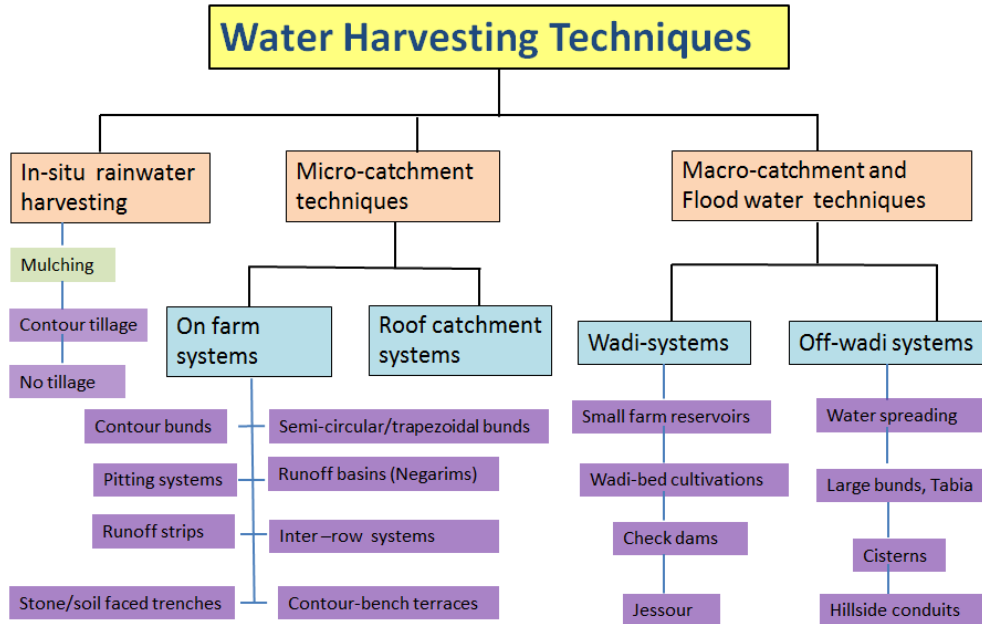 Water Harvesting Techniques
In-situ rainwater
harvesting
Micro-catchment
techniques
Macro-catchment and
Flood water techniques
Mulching
Contour tillage
No tillage
On farm
systems
Roof catchment
systems
Wadi-systems
Off-wadi systems
Contour bunds
Semi-circular/trapezoidal bunds
Pitting systems
Runoff basins (Negarims)
Runoff strips
Inter –row systems
Stone/soil faced trenches
Contour-bench terraces
Small farm reservoirs
Wadi-bed cultivations
Check dams
Jessour
Water spreading
Large bunds, Tabia
Cisterns
Hillside conduits